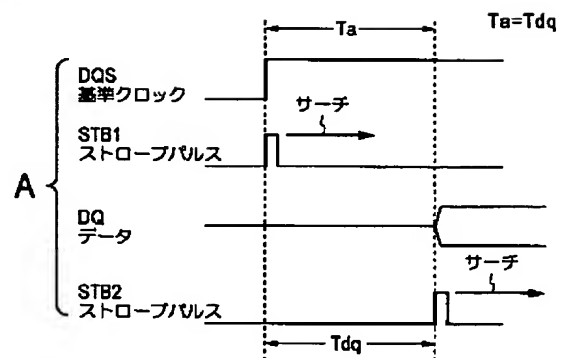 Ta
Ta=Tdq
DQS
基準クロック
サーチ
STB1
ストローブパルス
A
DQ
データ
サーチ
STB2
ストローブパルス
Tdq